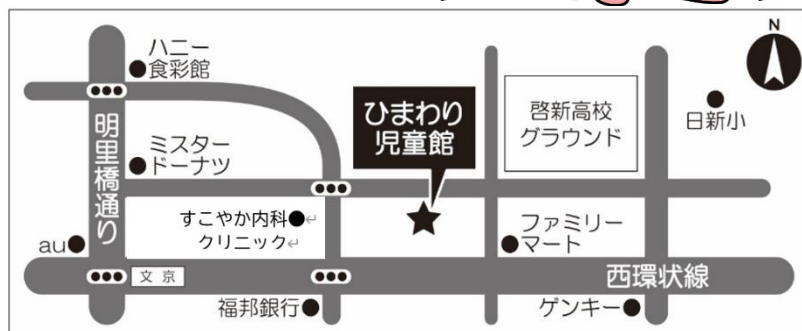 N
ハニー
食彩館
ひまわり
児童館
啓新高校
グラウンド
日新小
明里橋通り
ミスター
ドーナツ
すこやか内科
クリニック
ファミリー
マート
au
文京
西環状線
福邦銀行
ゲンキー